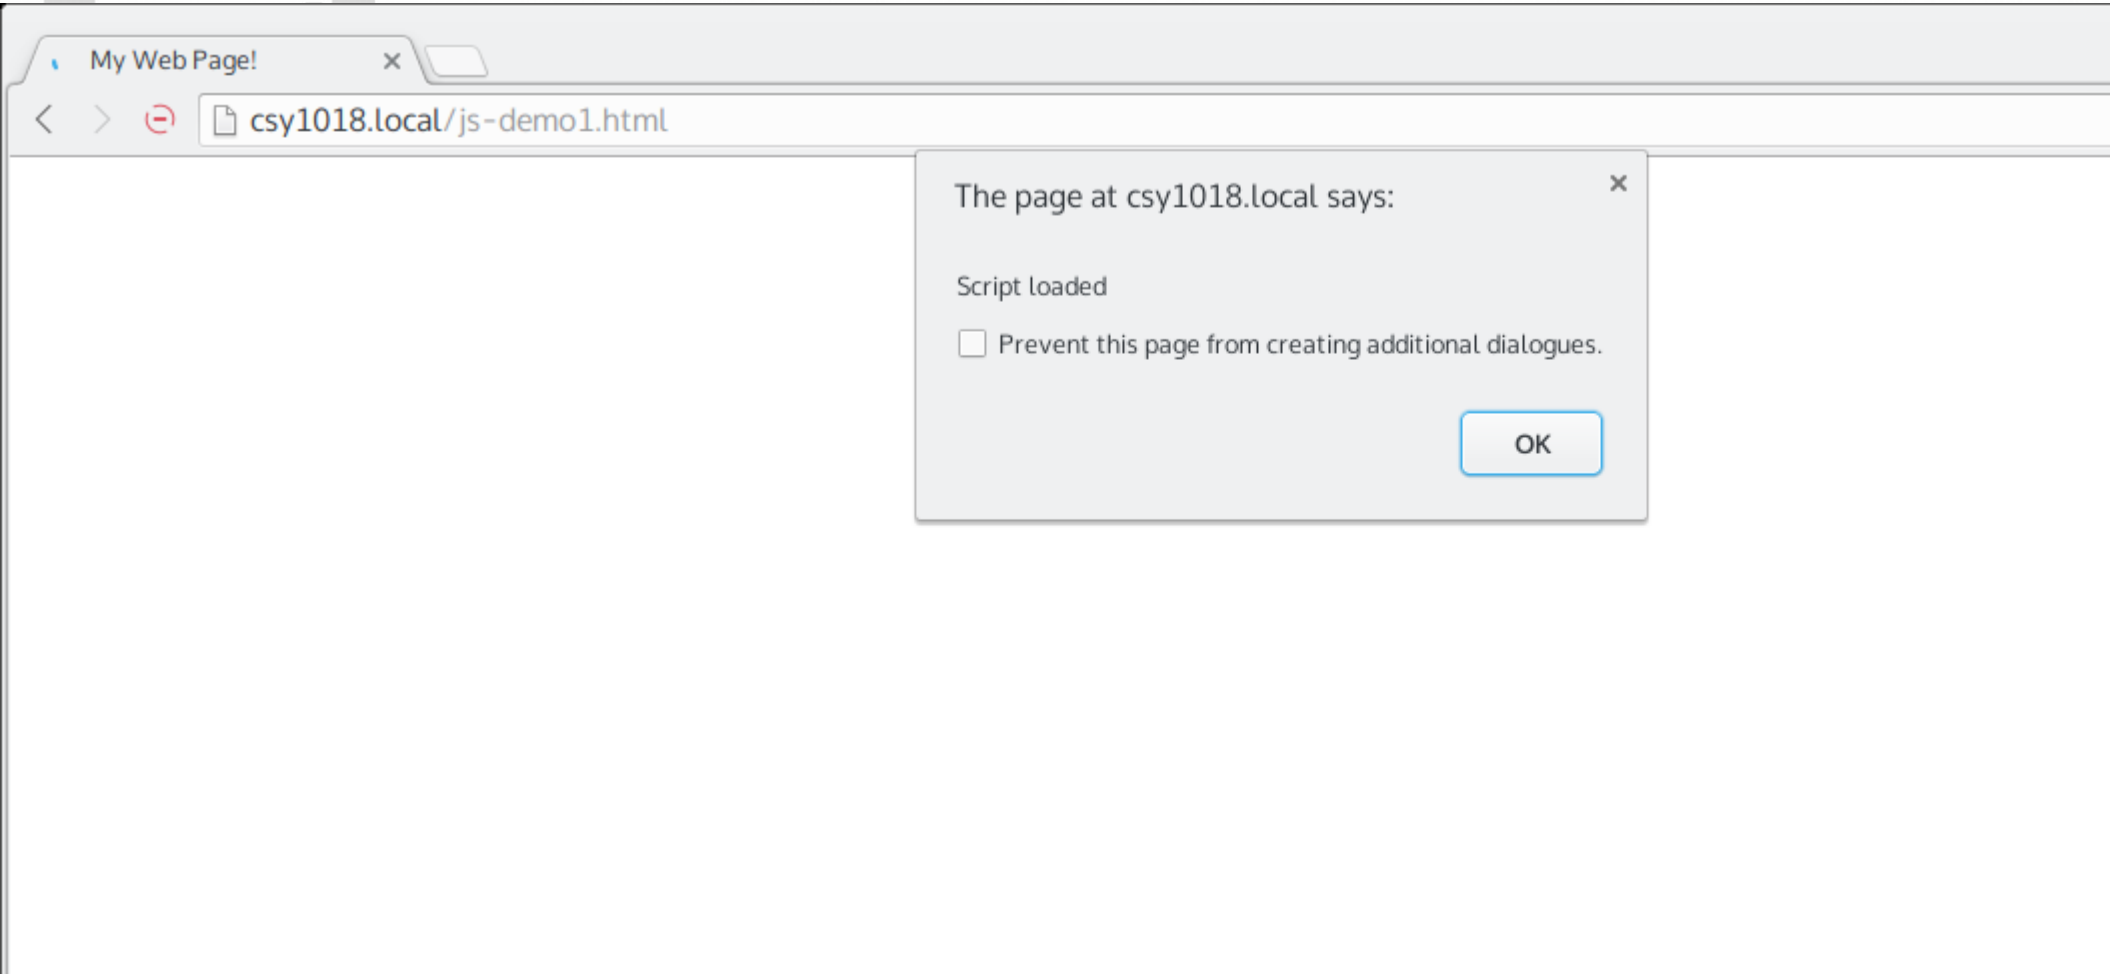 My Web Page!
csy1018.local/js-demo1.html
The page at csy1018.local says:
Script loaded
Prevent this page from creating additional dialogues.
OK